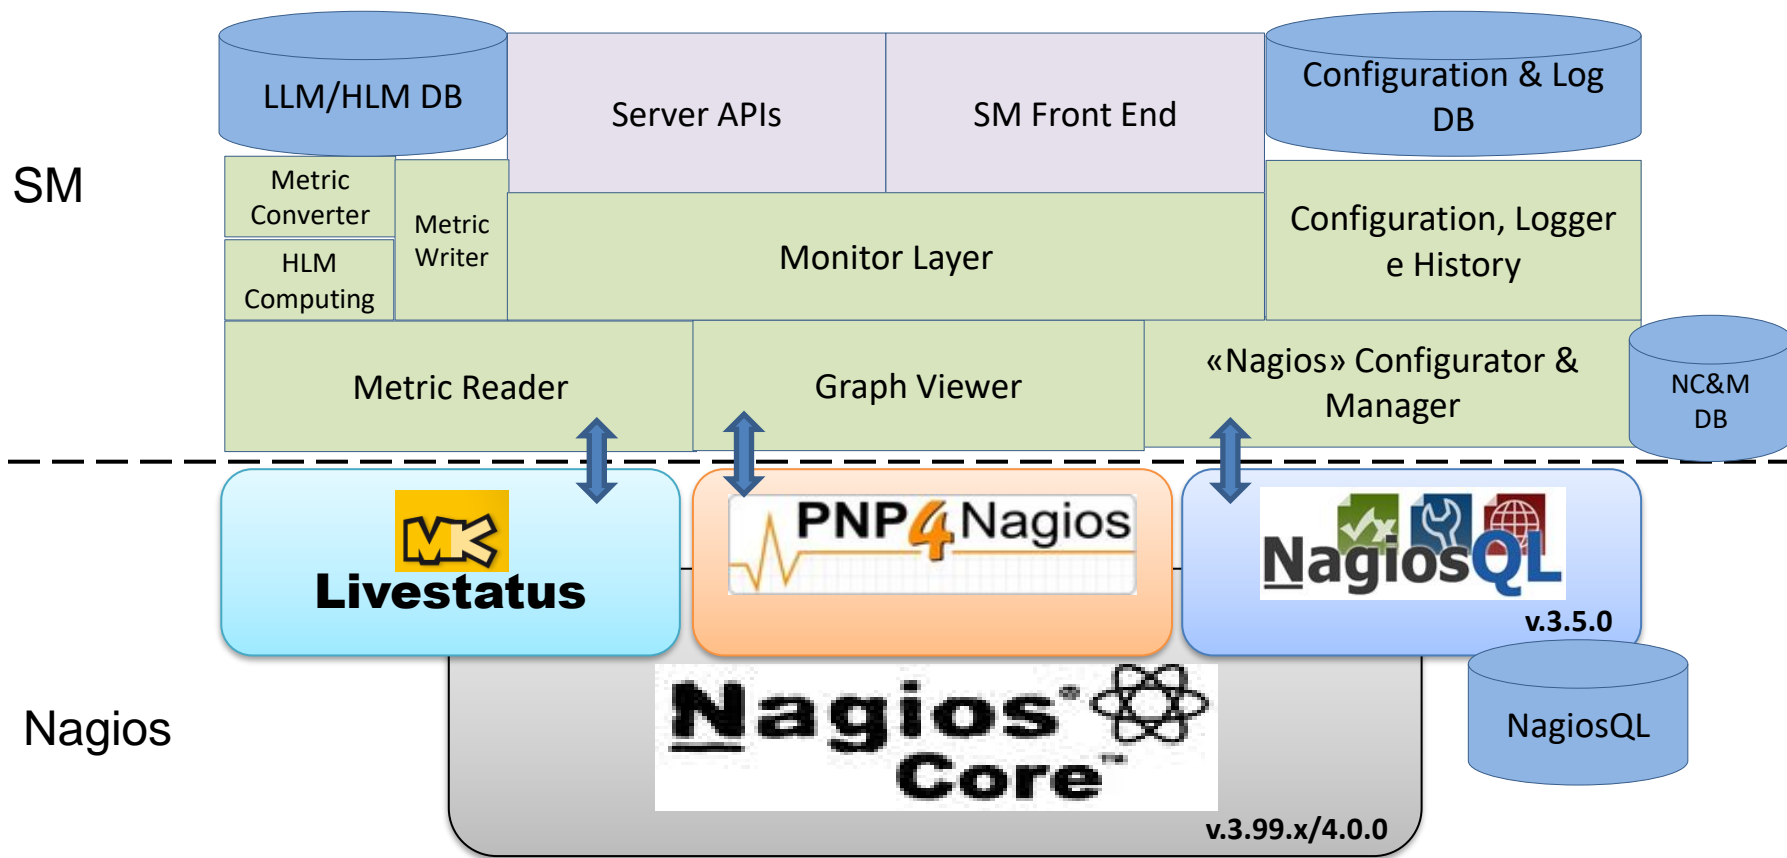 LLM/HLM DB
Server APIs
SM Front End
Configuration & Log
DB
SM
Metric
Converter
Metric
Writer
HLM
Computing
Monitor Layer
Configuration, Logger
e History
Metric Reader
Graph Viewer
«Nagios» Configurator &
Manager
NC&M
DB
MK
Livestatus
PNP4Nagios
NagiosQL
v.3.5.0
Nagios
Nagios®
Core™
v.3.99.x/4.0.0
NagiosQL